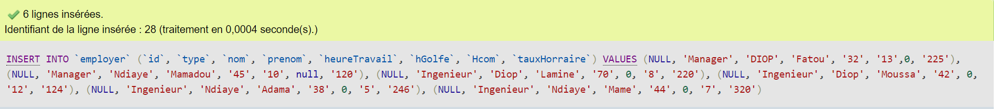 6 lignes insérées.
Identifiant de la ligne insérée : 28 (traitement en 0,0004 seconde(s).)
INSERT INTO `employer` (`id`, `type`, `nom`, `prenom`, `heureTravail`, `hGolfe`, `Hcom`, `tauxHorraire`) VALUES (NULL, 'Manager', 'DIOP', 'Fatou', '32', '13',0, '225'),
(NULL, 'Manager', 'Ndiaye', 'Mamadou', '45', '10', null, '120'), (NULL, 'Ingenieur', 'Diop', 'Lamine', '70', 0, '8', '220'), (NULL, 'Ingenieur', 'Diop', 'Moussa', '42', 0,
'12', '124'), (NULL, 'Ingenieur', 'Ndiaye', 'Adama', '38', 0, '5', '246'), (NULL, 'Ingenieur', 'Ndiaye', 'Mame', '44', 0, '7', '320')